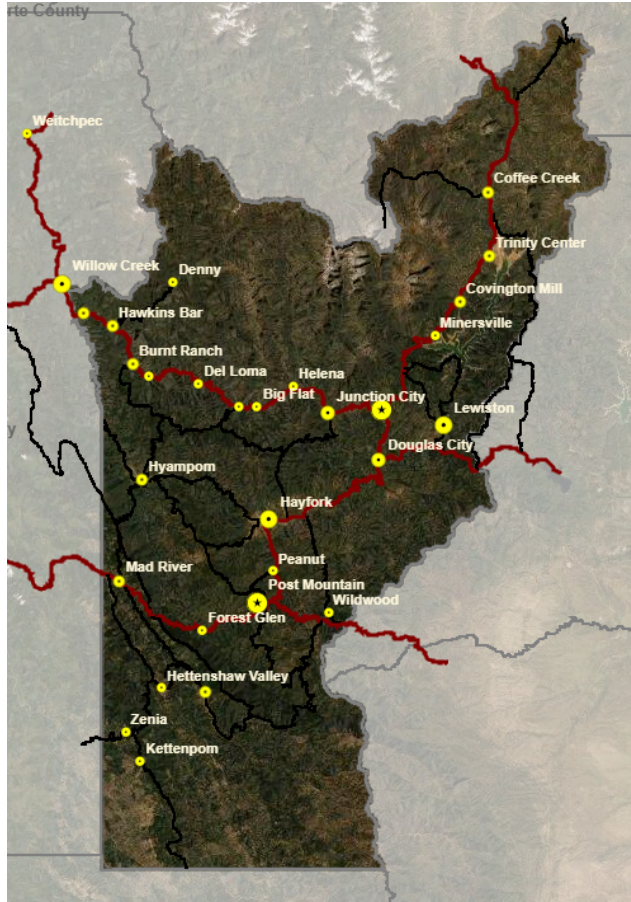 rte County
Weitchpec
Coffee Creek
Trinity Center
Willow Creek
Denny
Covington Mill
Hawkins Bar
Minersville
Burnt Ranch
Del Loma
Helena
Big Flat
Junction City
Lewiston
Douglas City
Hyampom
Hayfork
Peanut
Mad River
Post Mountain
Wildwood
Forest Glen
Hettenshaw Valley
Zenia
Kettenpom
y